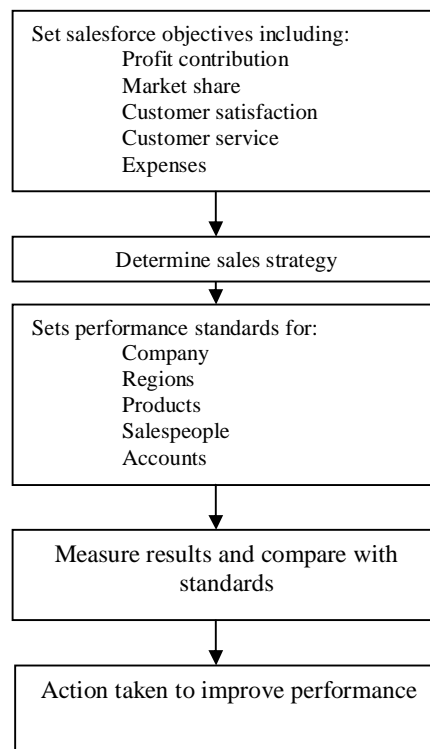 Set salesforce objectives including:
Profit contribution
Market share
Customer satisfaction
Customer service
Expenses
Determine sales strategy
Sets performance standards for:
Company
Regions
Products
Salespeople
Accounts
Measure results and compare with
standards
Action taken to improve performance